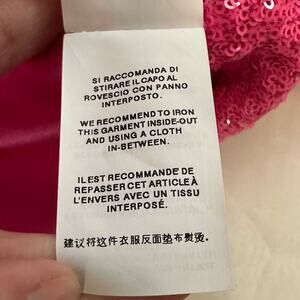 SI RACCOMANDA DI
STIRARE IL CAPO AL
ROVESCIO CON PANNO
INTERPOSTO.
WE RECOMMEND TO IRON
THIS GARMENT INSIDE-OUT
AND USING A CLOTH
IN-BETWEEN.
IL EST RECOMMANDÉ DE
REPASSER CET ARTICLE À
L'ENVERS AVEC UN TISSU
INTERPOSÉ.
建议将这件衣服反面垫布熨烫.